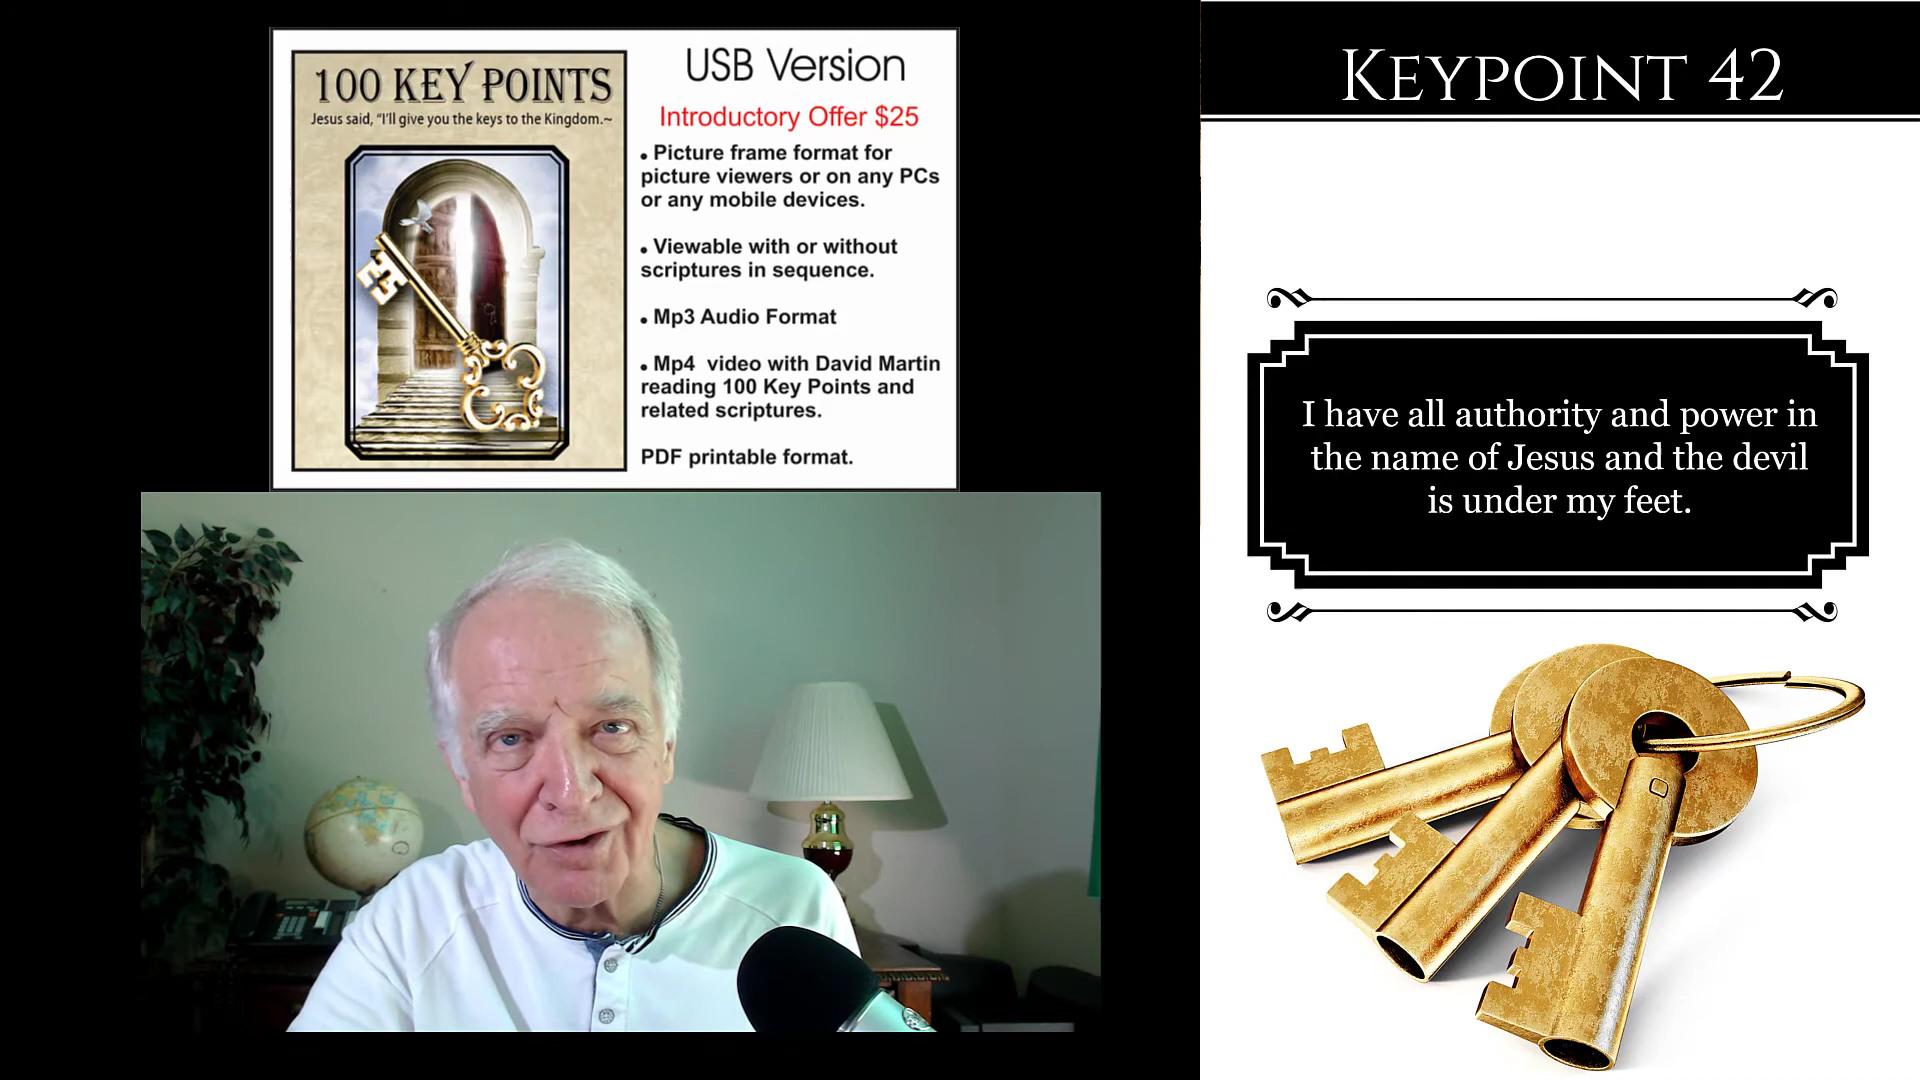 100 KEY POINTS
Jesus said, “I’ll give you the keys to the Kingdom.~
USB Version
Introductory Offer $25
• Picture frame format for
picture viewers or on any PCs
or any mobile devices.
• Viewable with or without
scriptures in sequence.
• Mp3 Audio Format
• Mp4 video with David Martin
reading 100 Key Points and
related scriptures.
PDF printable format.
KEYPOINT 42
I have all authority and power in
the name of Jesus and the devil
is under my feet.